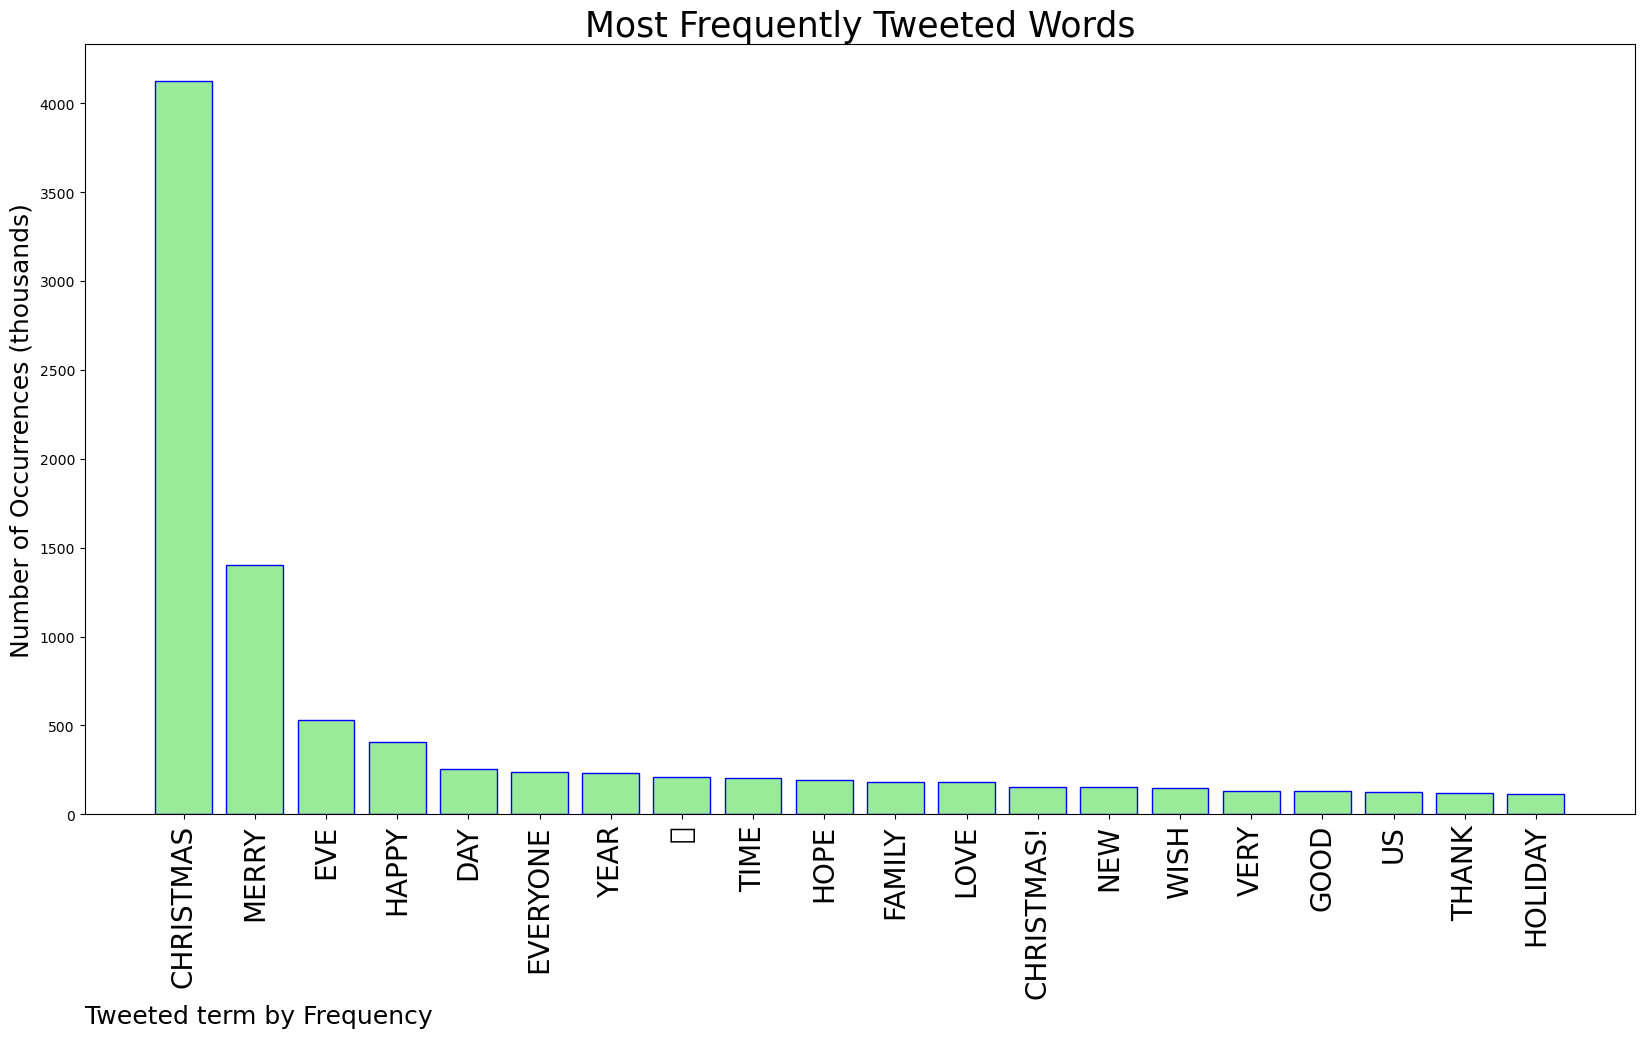 Most Frequently Tweeted Words
Number of Occurrences (thousands)
4000
3500
3000
2500
2000
1500
1000
500
0
CHRISTMAS
MERRY
EVE
HAPPY
DAY
EVERYONE
YEAR
TIME
HOPE
FAMILY
LOVE
CHRISTMAS!
NEW
WISH
VERY
GOOD
US
THANK
HOLIDAY
Tweeted term by Frequency